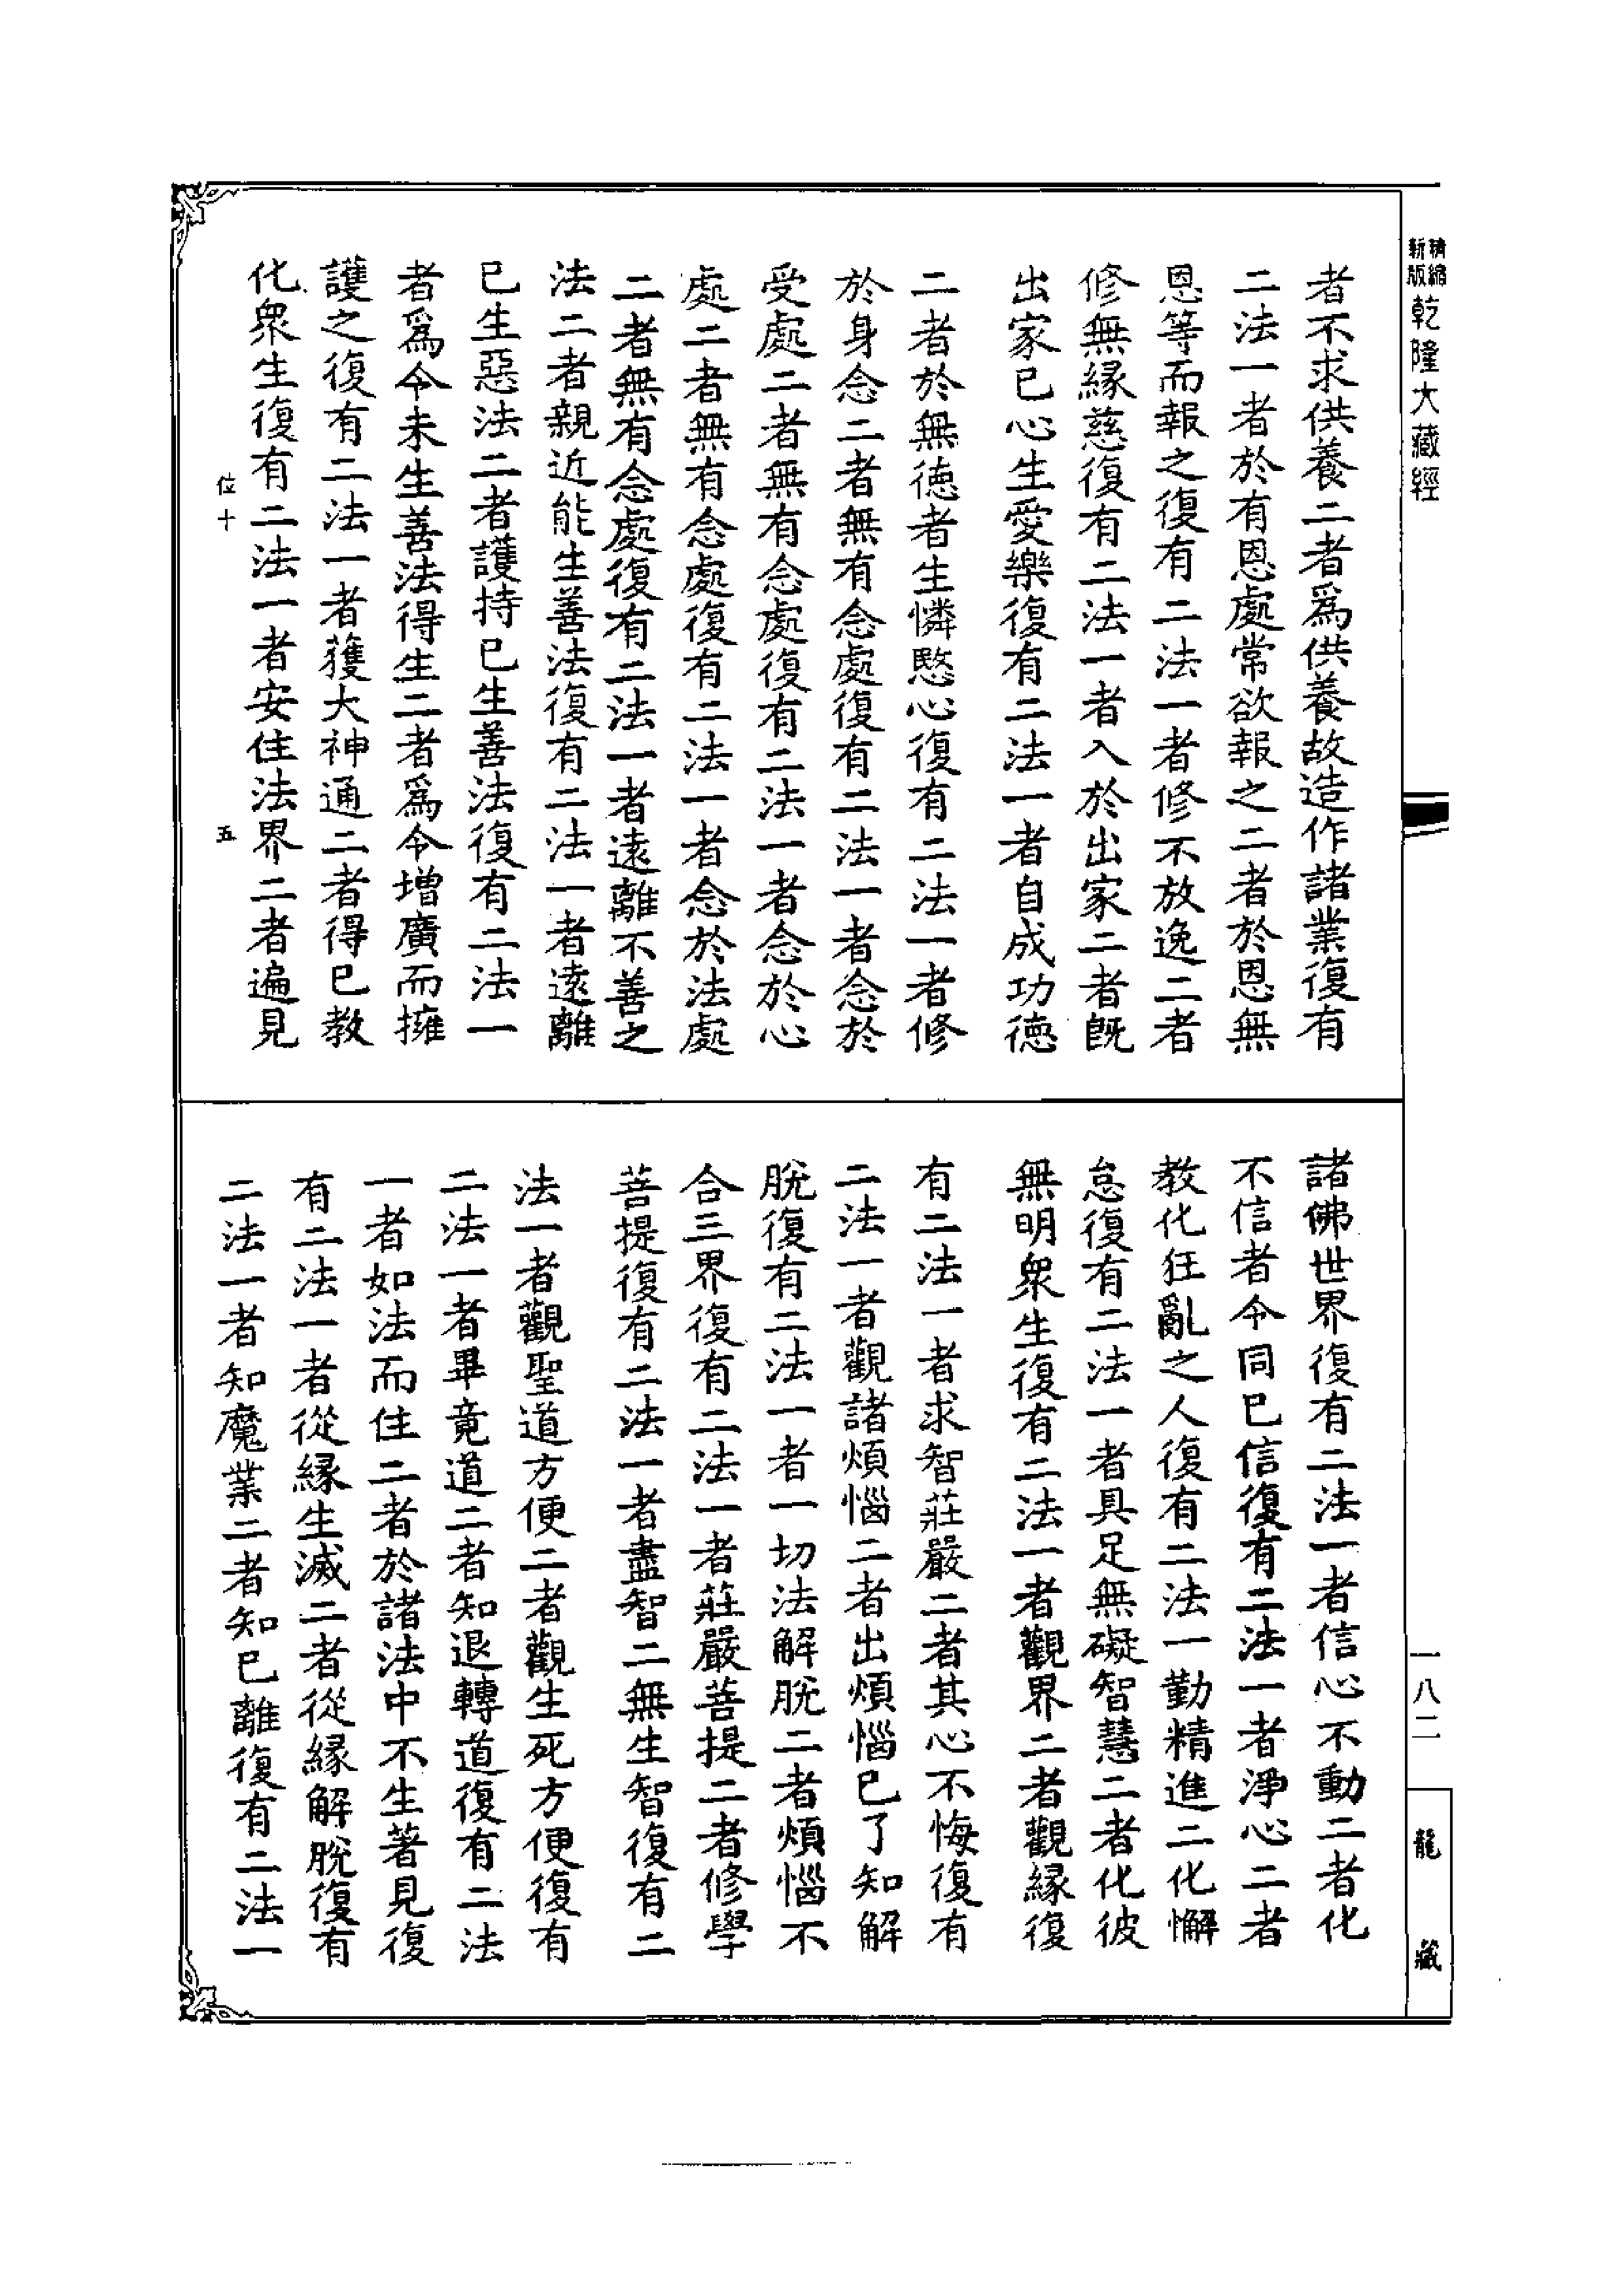 新版精縮乾隆大藏經
一八二
龍藏
者不求供養二者爲供養故造作諸業復有
二法一者於有恩處常欲報之二者於恩無
恩等而報之復有二法一者修不放逸二者
修無緣慈復有二法一者入於出家二者旣
出家已心生愛樂復有二法一者自成功德
二者於無德者生憐愍心復有二法一者修
於身念二者無有念處復有二法一者念於
受處二者無有念處復有二法一者念於心
處二者無有念處復有二法一者念於法處
二者無有念處復有二法一者遠離不善之
法二者親近能生善法復有二法一者遠離
已生惡法二者護持已生善法復有二法一
者爲令未生善法得生二者爲令增廣而擁
護之復有二法一者獲大神通二者得已教
化衆生復有二法一者安住法界二者遍見
位十
五
諸佛世界復有二法一者信心不動二者化
不信者令同已信復有二法一者淨心二者
教化狂亂之人復有二法一勤精進二化懈
怠復有二法一者具足無礙智慧二者化彼
無明衆生復有二法一者觀界二者觀緣復
有二法一者求智莊嚴二者其心不悔復有
二法一者觀諸煩惱二者出煩惱已了知解
脫復有二法一者一切法解脫二者煩惱不
合三界復有二法一者莊嚴菩提二者修學
菩提復有二法一者盡智二無生智復有二
法一者觀聖道方便二者觀生死方便復有
二法一者畢竟道二者知退轉道復有二法
一者如法而住二者於諸法中不生著見復
有二法一者從緣生滅二者從緣解脫復有
二法一者知魔業二者知已離復有二法一